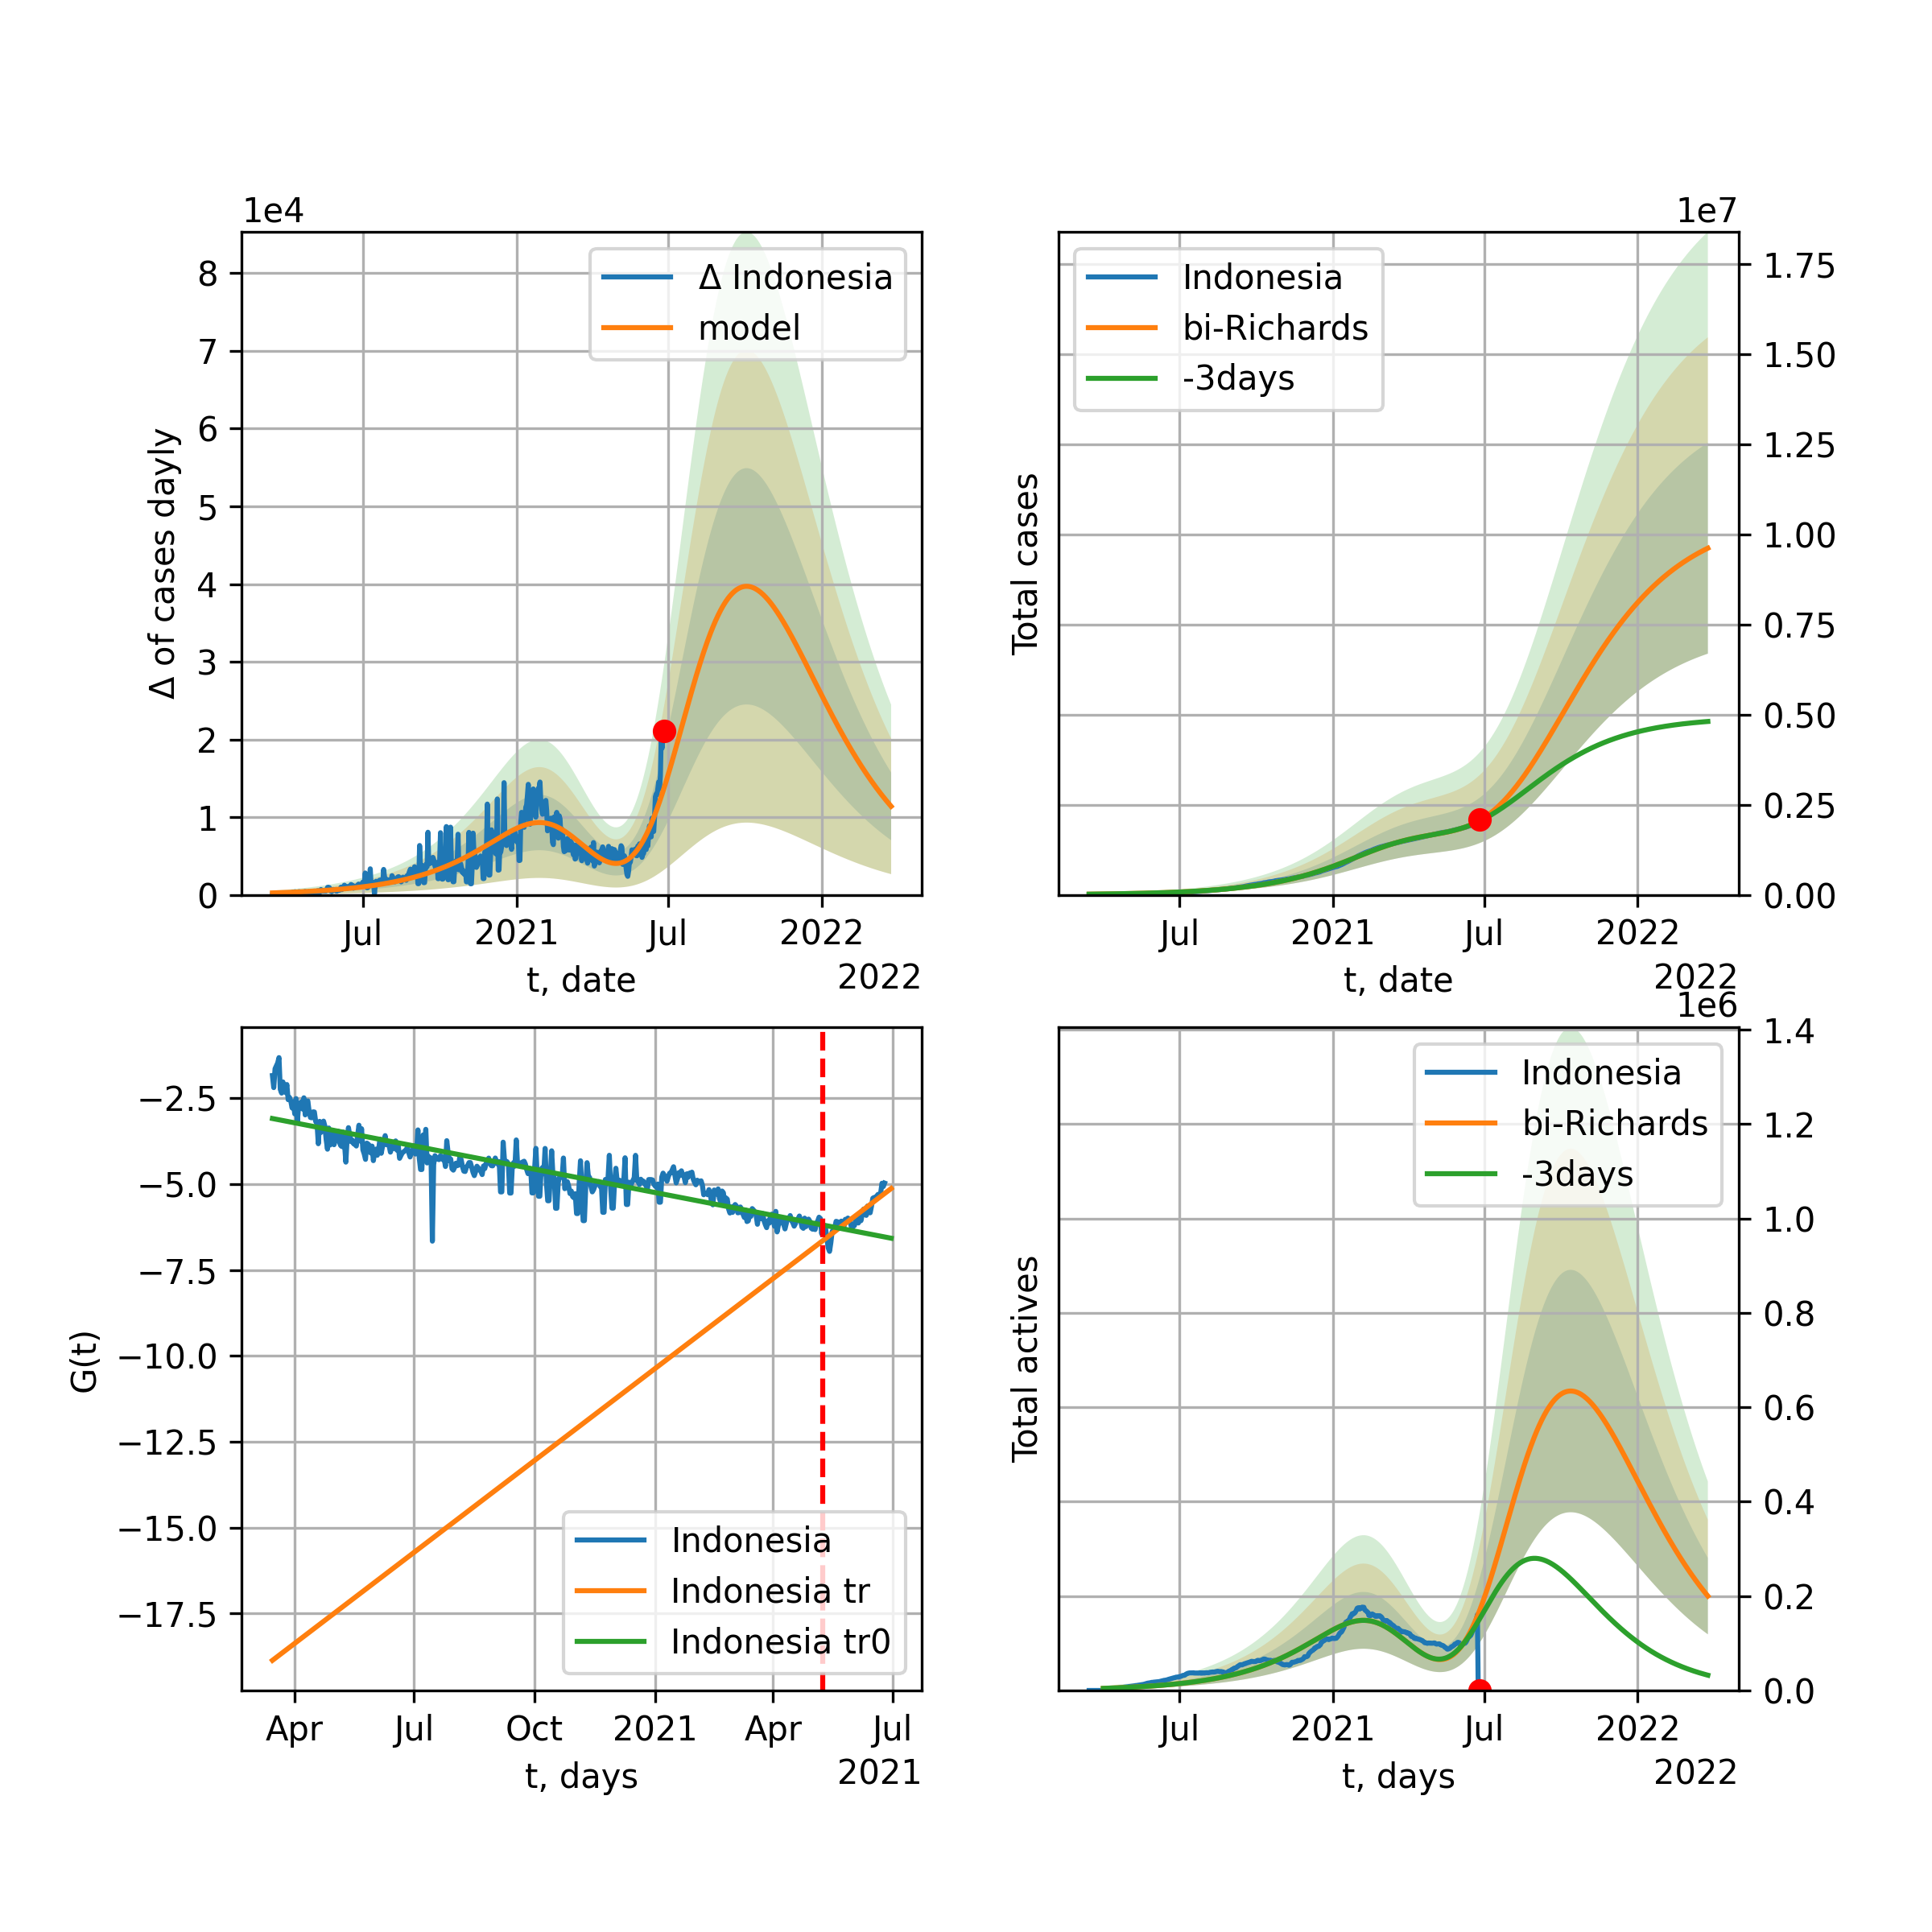 1e4
8
7
6
5
4
3
2
1
0
Δ of cases dayly
Δ Indonesia
model
Jul
2021
Jul
2022
t, date
2022
1e7
1.75
1.50
1.25
1.00
0.75
0.50
0.25
0.00
Total cases
Indonesia
bi-Richards
-3days
Jul
2021
Jul
2022
t, date
2022
−2.5
−5.0
−7.5
−10.0
−12.5
−15.0
−17.5
G(t)
Indonesia
Indonesia tr
Indonesia tr0
Apr
Jul
Oct
2021
Apr
Jul
t, days
2021
1e6
1.4
1.2
1.0
0.8
0.6
0.4
0.2
0.0
Total actives
Indonesia
bi-Richards
-3days
Jul
2021
Jul
2022
t, days
2022